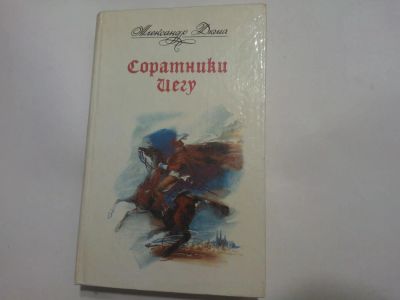 Александр Дюма
Соратники
Иегу